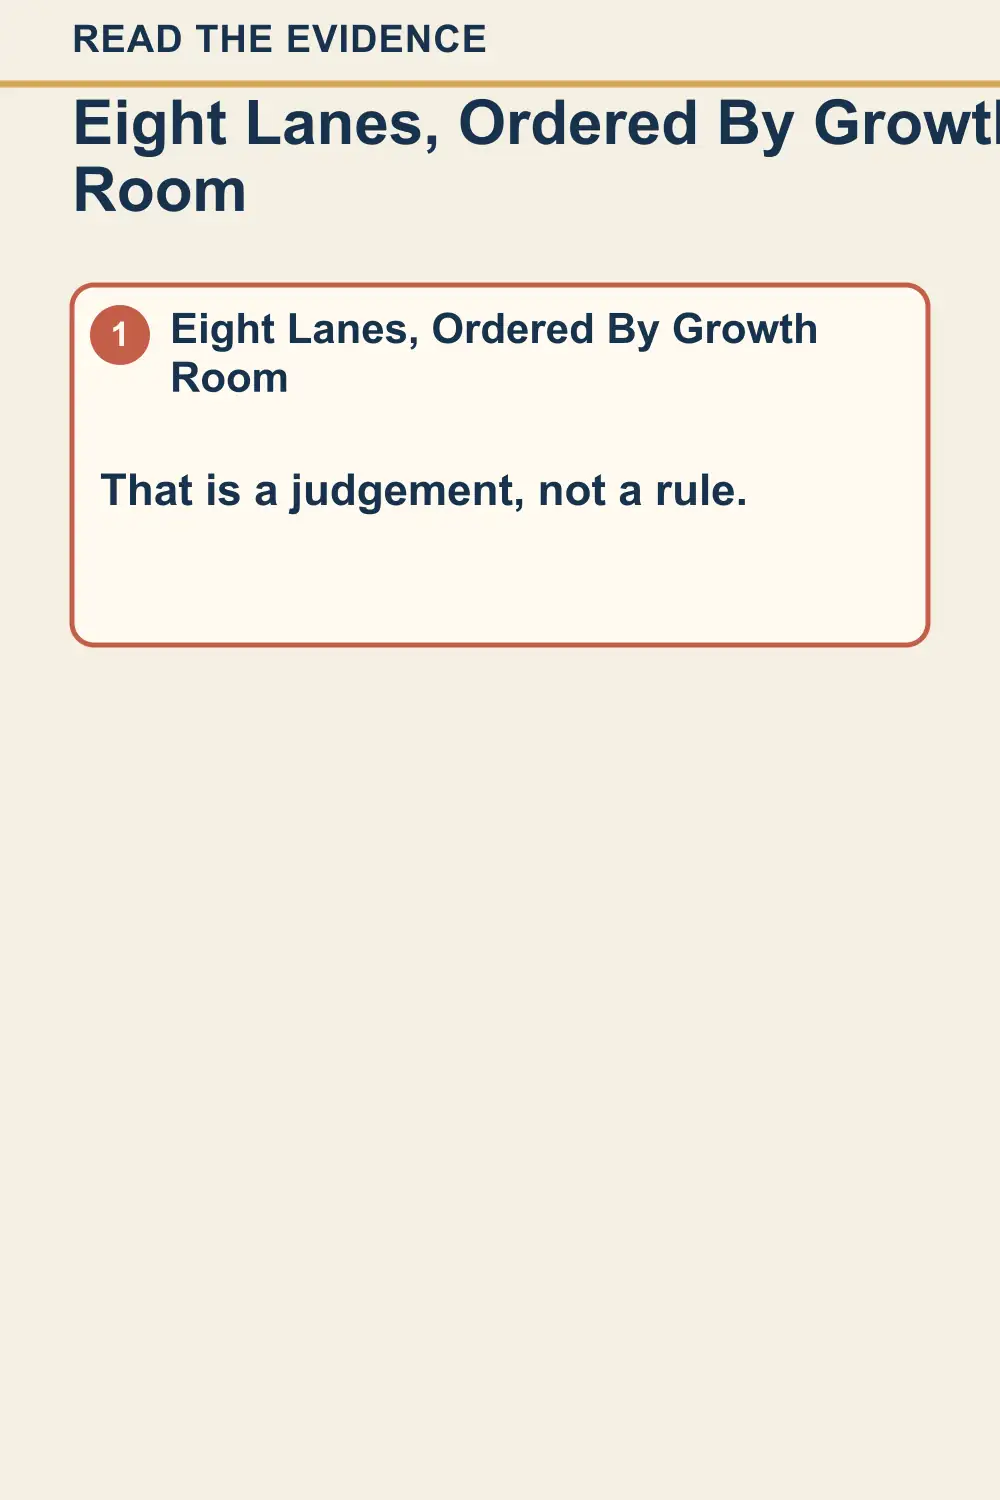 READ THE EVIDENCE
Eight Lanes, Ordered By Growth
Room
1
Eight Lanes, Ordered By Growth
Room
That is a judgement, not a rule.